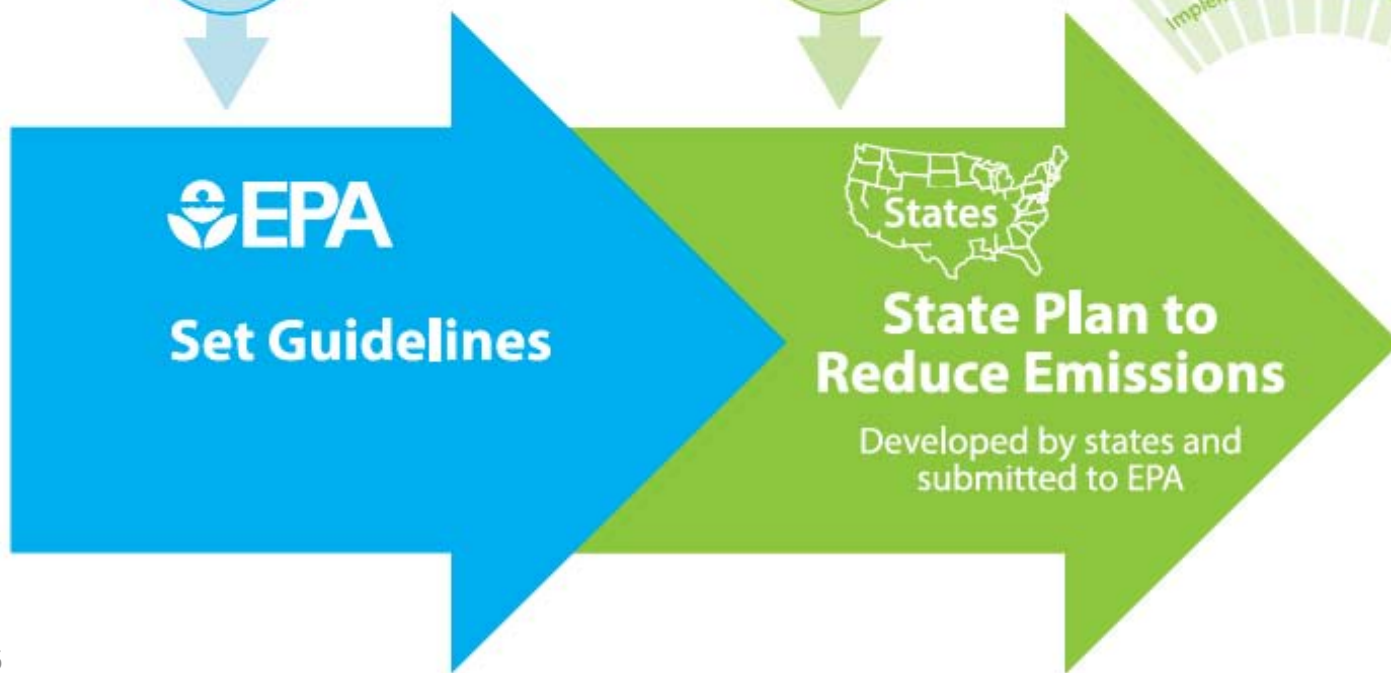 EPA
Set Guidelines
States
State Plan to
Reduce Emissions
Developed by states and
submitted to EPA